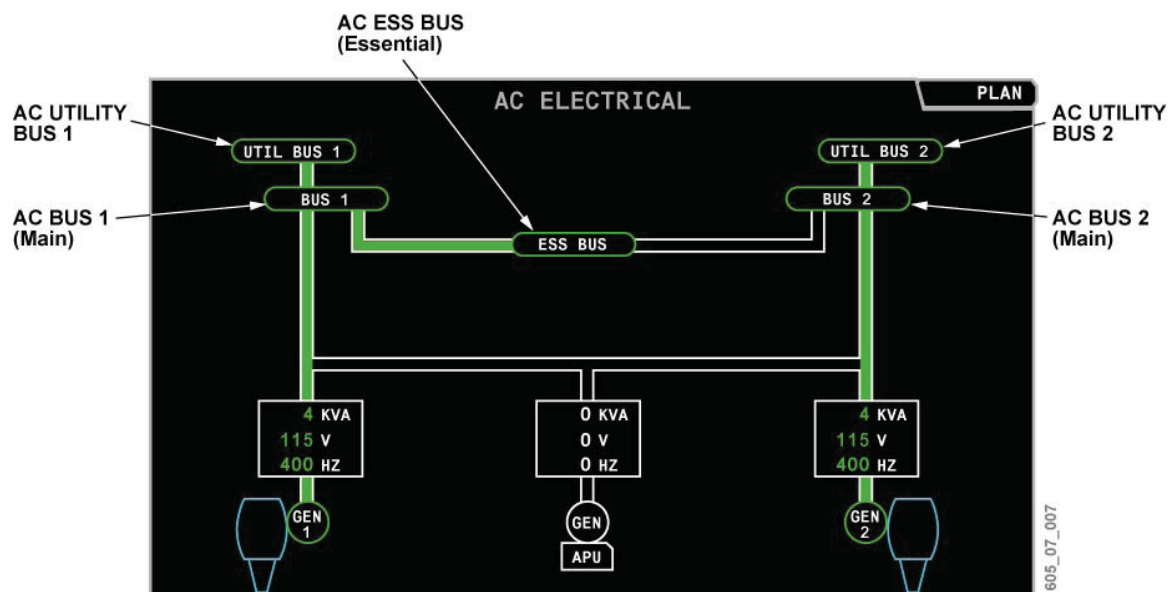 AC ESS BUS
(Essential)
AC ELECTRICAL
PLAN
AC UTILITY
BUS 1
AC UTILITY
BUS 2
UTIL BUS 1
UTIL BUS 2
BUS 1
BUS 2
AC BUS 1
(Main)
ESS BUS
AC BUS 2
(Main)
4 KVA
115 V
400 HZ
0 KVA
0 V
0 HZ
4 KVA
115 V
400 HZ
GEN
1
GEN
APU
GEN
2
605_07_007